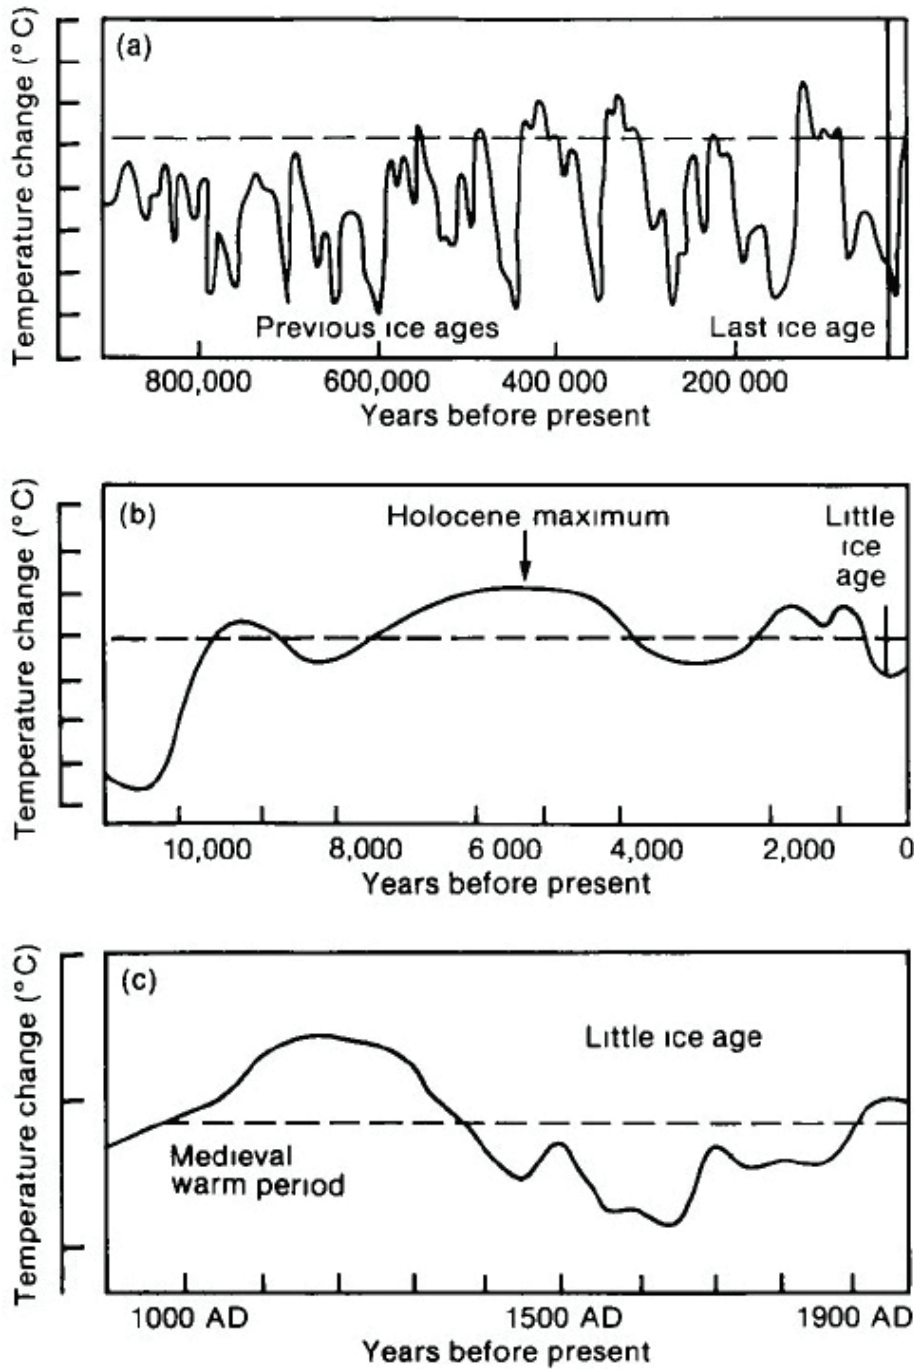 Temperature change (°C)
(a)
Previous ice ages
Last ice age
800,000
600,000
400 000
200 000
Years before present
Temperature change (°C)
(b)
Holocene maximum
Little
ice
age
10,000
8,000
6 000
4,000
2,000
0
Years before present
Temperature change (°C)
(c)
Little ice age
Medieval
warm period
1000 AD
1500 AD
1900 AD
Years before present